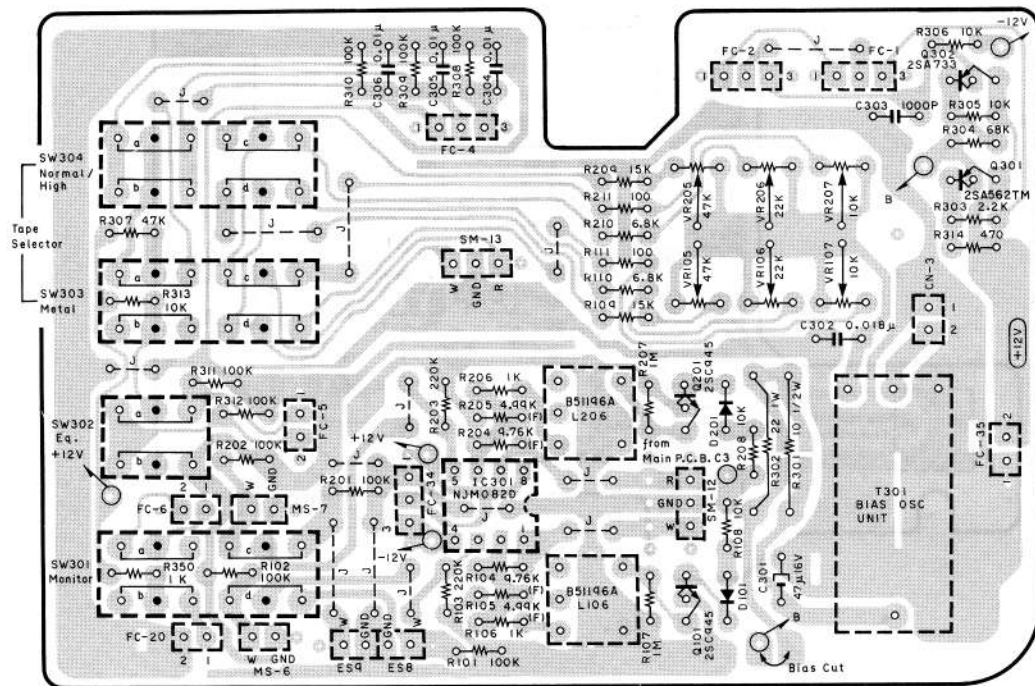 R310 100K
C306 0.01µ
R309 100K
C305 0.01µ
R308 100K
C304 0.01µ
1 3
FC-4
FC-2
J
FC-1
1 3
1 3
R306 10K
-12V
Q302
2SA733
C303 1000P
R305 10K
R304 68K
Q301
2SA562TM
B
R303 2.2K
R314 470
J
SW304
Normal/
High
a
c
b
d
R307 47K
J
J
Tape
Selector
SW303
Metal
a
c
R313
10K
b
d
J
SM-13
W
GND
R
J
R209 15K
R211 100
R210 6.8K
R111 100
R110 6.8K
R109 15K
VR205
47K
VR206
22K
VR207
10K
VR105
47K
VR106
22K
VR107
10K
CN-3
1
2
C302 0.018µ
+12V
R311 100K
R312 100K
R202 100K
1
FC-5
2
SW302
Eq.
+12V
a
b
FC-6
2 1
W GND
MS-7
J
R203 220K
+12V
R206 1K
R205 4.99K
(F)
R204 9.76K
(F)
B51196A
L206
R207
1M
Q201
2SC945
D201
from
Main P.C.B. C3
R208 10K
R302 22 1W
R301 10 1/2W
J
R201
100K
1
FC-34
3
-12V
5 8
IC301
NJM082D
J
4 1
J
J
R
GND
W
SM-12
R108 10K
T301
BIAS OSC
UNIT
FC-35
2
1
SW301
Monitor
a
c
R350
1K
R102
100K
b
d
J
J
J
R103 220K
R104 9.76K
(F)
R105 4.99K
(F)
R106 1K
B51196A
L106
R107
1M
Q101
2SC945
D101
C301
47µ16V
B
Bias Cut
FC-20
2 1
W GND
MS-6
W
GND
ES9
GND
W
ES8
R101 100K